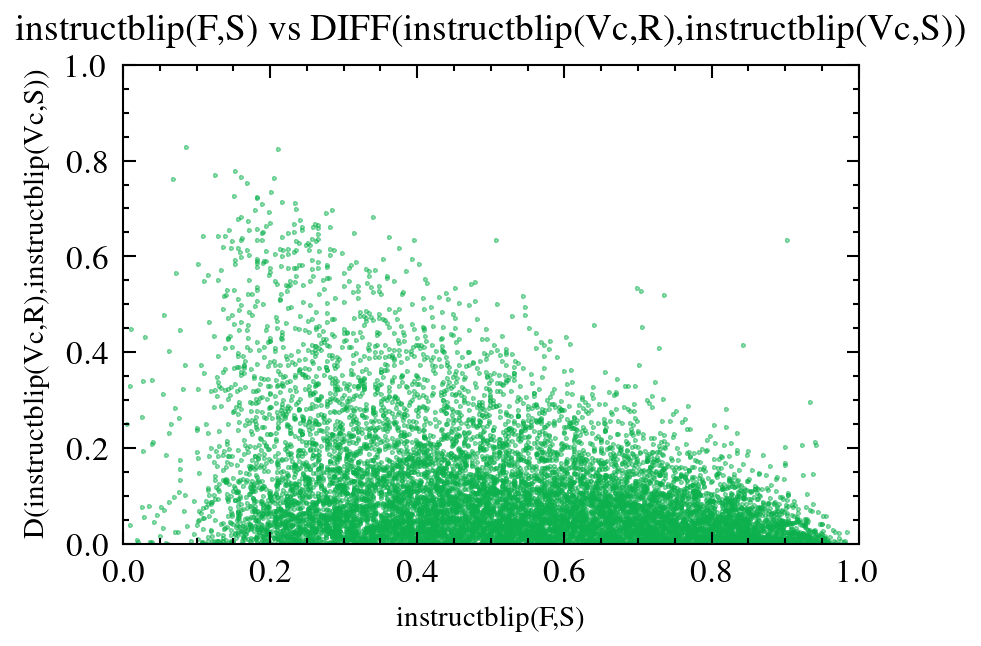 instructblip(F,S) vs DIFF(instructblip(Vc,R),instructblip(Vc,S))
D(instructblip(Vc,R),instructblip(Vc,S))
1.0
0.8
0.6
0.4
0.2
0.0
0.0 0.2 0.4 0.6 0.8 1.0
instructblip(F,S)